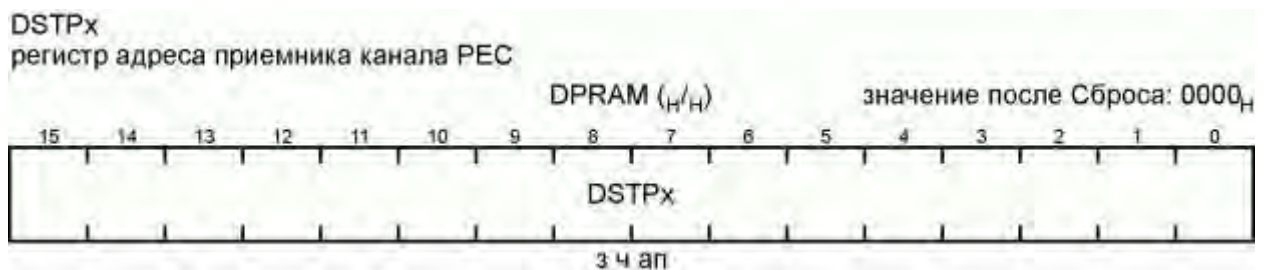 DSTPx
регистр адреса приемника канала PEC
DPRAM (H/H) значение после Сброса: 0000H
15 14 13 12 11 10 9 8 7 6 5 4 3 2 1 0
DSTPx
з ч ап